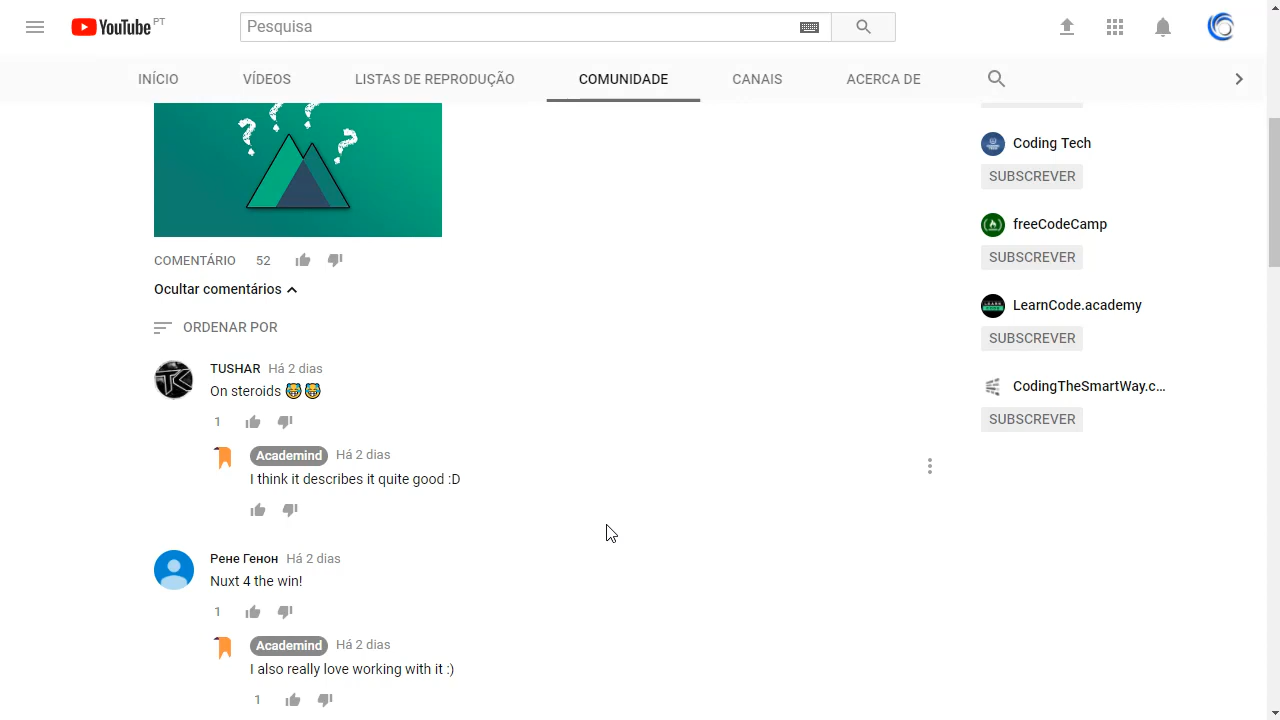 YouTube PT
Pesquisa
INÍCIO VÍDEOS LISTAS DE REPRODUÇÃO COMUNIDADE CANAIS ACERCA DE
? ? ? ?
COMENTÁRIO 52
Ocultar comentários
ORDENAR POR
TUSHAR Há 2 dias
On steroids 😹😹
1
Academind Há 2 dias
I think it describes it quite good :D
Рене Генон Há 2 dias
Nuxt 4 the win!
1
Academind Há 2 dias
I also really love working with it :)
1
Coding Tech
SUBSCREVER
freeCodeCamp
SUBSCREVER
LearnCode.academy
SUBSCREVER
CodingTheSmartWay.c...
SUBSCREVER